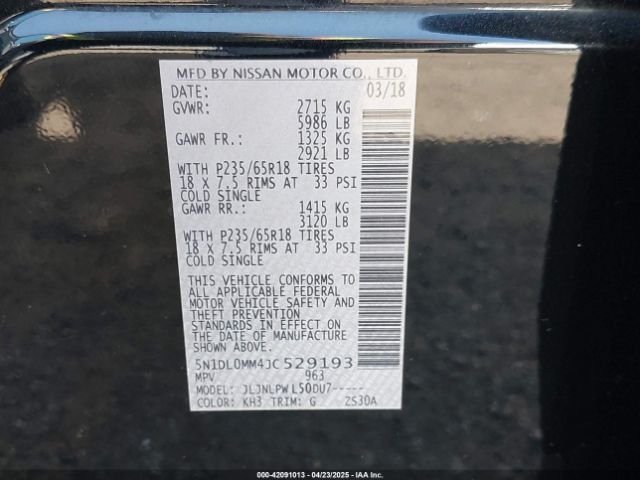 MFD BY NISSAN MOTOR CO., LTD.
DATE: 03/18
GVWR: 2715 KG
5986 LB
GAWR FR.: 1325 KG
2921 LB
WITH P235/65R18 TIRES
18 X 7.5 RIMS AT 33 PSI
COLD SINGLE
GAWR RR.: 1415 KG
3120 LB
WITH P235/65R18 TIRES
18 X 7.5 RIMS AT 33 PSI
COLD SINGLE
THIS VEHICLE CONFORMS TO
ALL APPLICABLE FEDERAL
MOTOR VEHICLE SAFETY AND
THEFT PREVENTION
STANDARDS IN EFFECT ON
THE DATE OF MANUFACTURE
SHOWN ABOVE.
5N1DL0MM4JC529193
MPV 963
MODEL: JLJNLPW L50DU7-----
COLOR: KH3 TRIM: G ZS30A
000-42091013 - 04/23/2025 - IAAI.COM